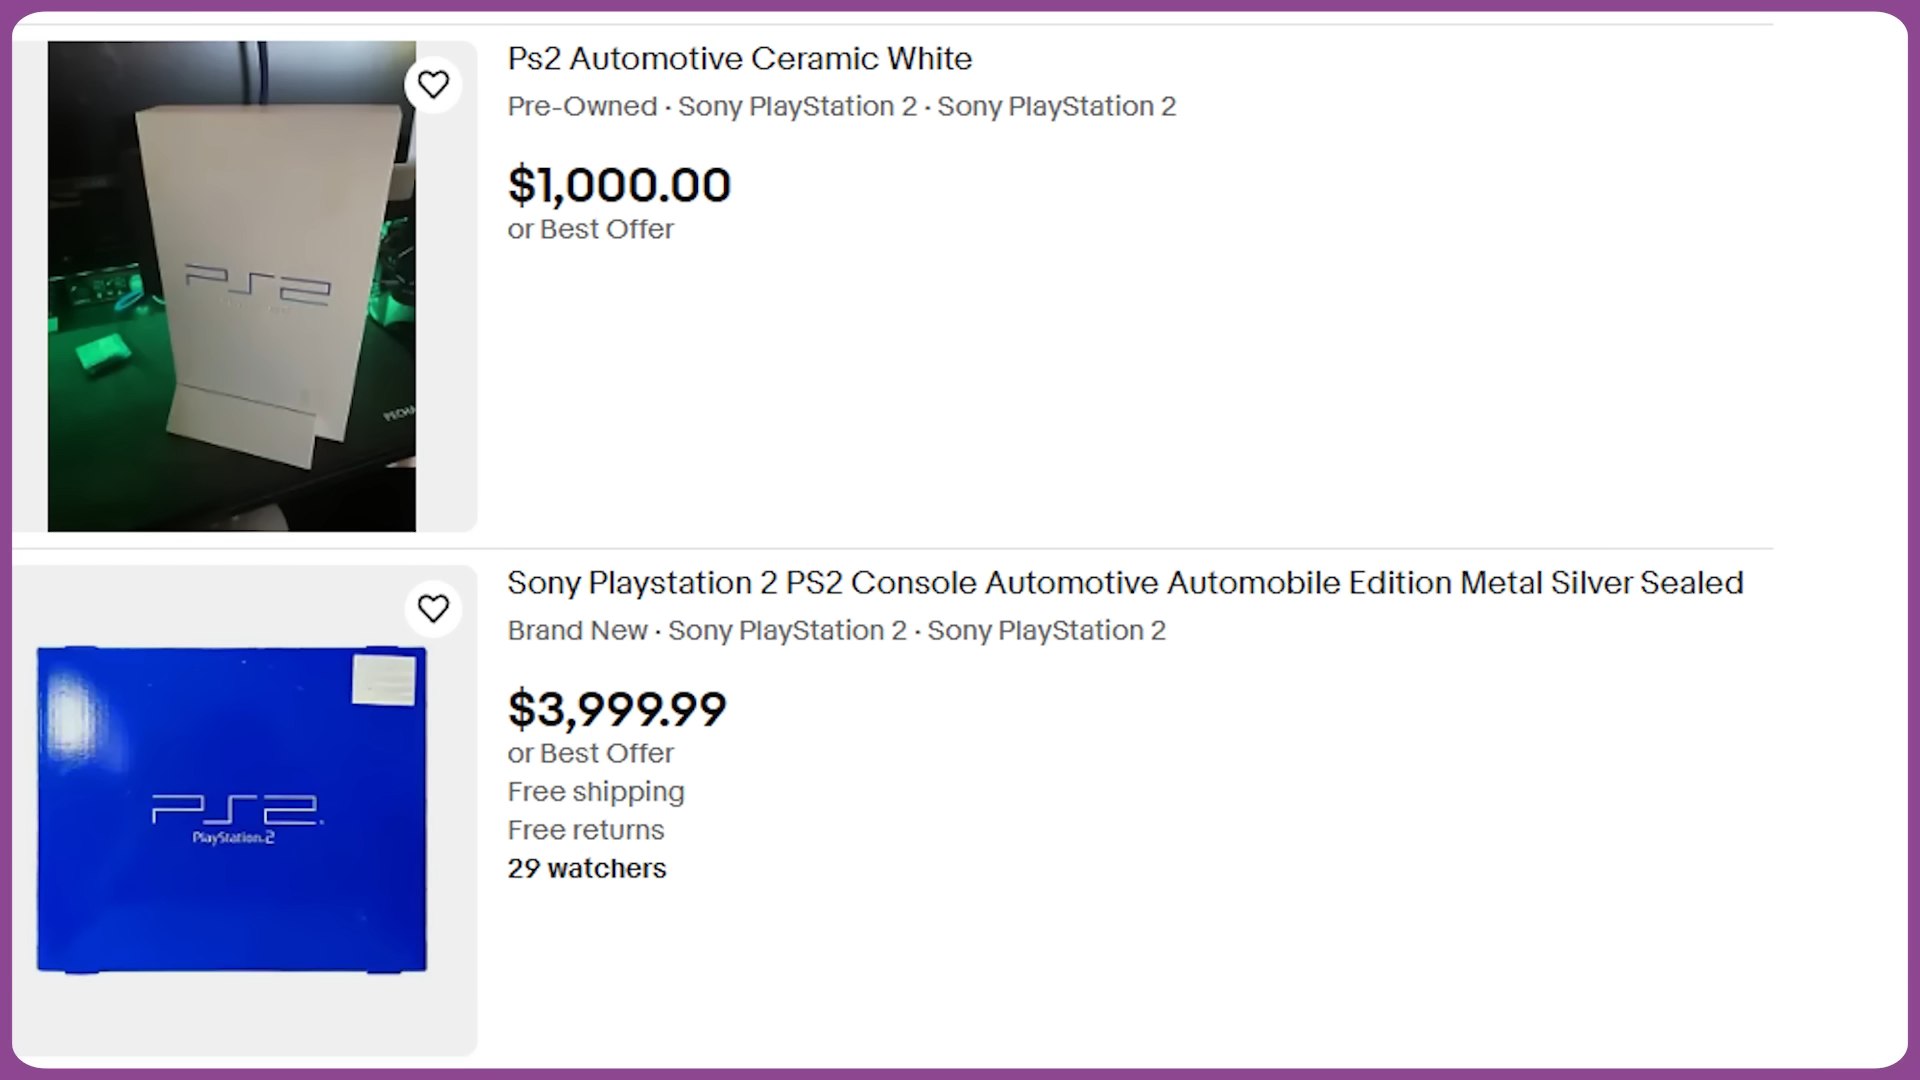 Ps2 Automotive Ceramic White
Pre-Owned · Sony PlayStation 2 · Sony PlayStation 2
$1,000.00
or Best Offer
PS2
Sony Playstation 2 PS2 Console Automotive Automobile Edition Metal Silver Sealed
Brand New · Sony PlayStation 2 · Sony PlayStation 2
$3,999.99
or Best Offer
Free shipping
Free returns
29 watchers
PS2
PlayStation 2